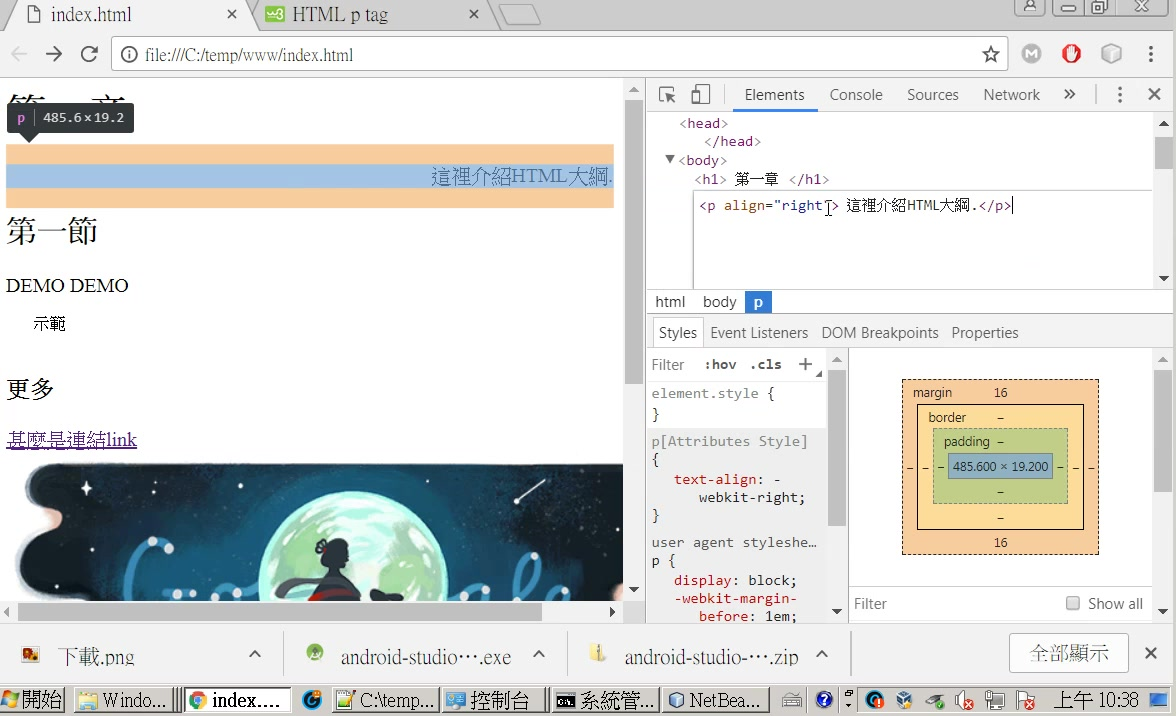 index.html
HTML p tag
file:///C:/temp/www/index.html
p 485.6×19.2
這裡介紹HTML大綱.
第一節
DEMO DEMO
示範
更多
甚麼是連結link
Elements Console Sources Network »
<head>
</head>
▼<body>
<h1> 第一章 </h1>
<p align="right"> 這裡介紹HTML大綱.</p>
html body p
Styles Event Listeners DOM Breakpoints Properties
Filter :hov .cls +
element.style {
}
p[Attributes Style]
{
text-align: -
webkit-right;
}
user agent styleshe…
p {
display: block;
-webkit-margin-
before: 1em;
margin 16
border –
padding –
– – – 485.600 × 19.200 – – –
–
–
16
Filter Show all
下載.png
android-studio⋯.exe
android-studio-⋯.zip
全部顯示
開始 Windo... index.... C:\temp... 控制台 系統管... NetBea... 上午 10:38